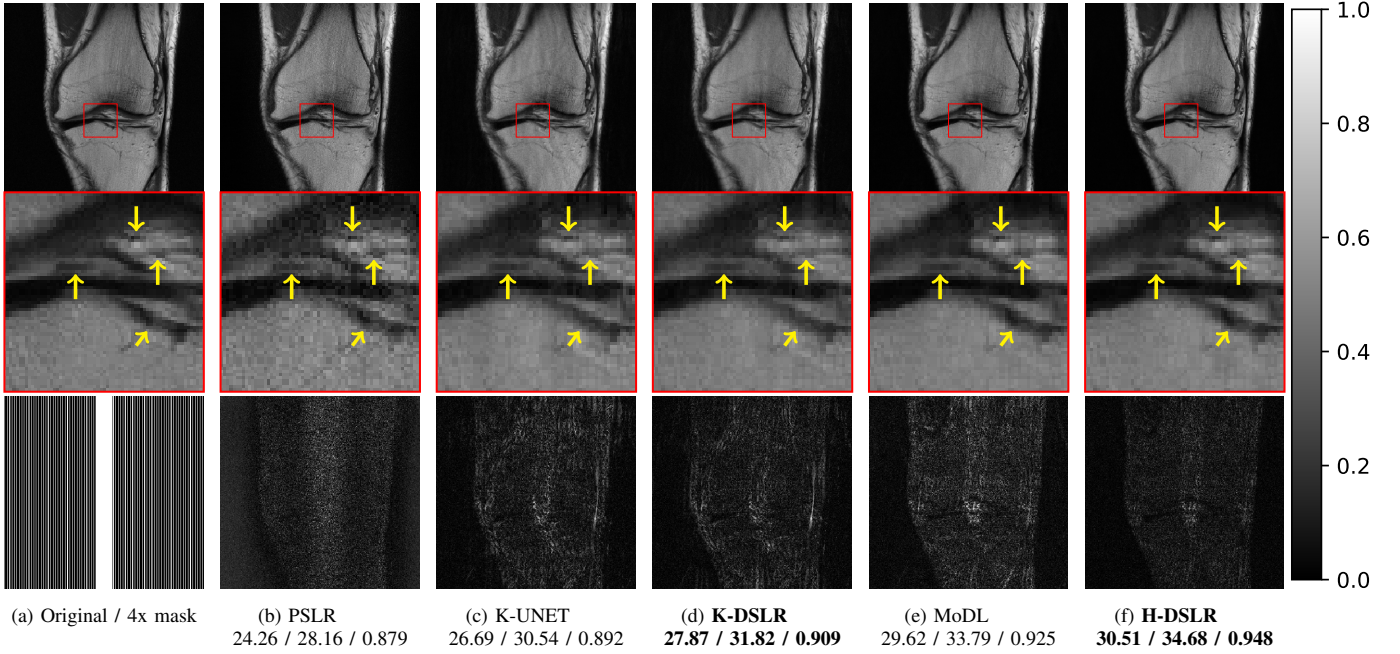 1.0
0.8
0.6
0.4
0.2
0.0
(a) Original / 4x mask
(b) PSLR
24.26 / 28.16 / 0.879
(c) K-UNET
26.69 / 30.54 / 0.892
(d) K-DSLR
27.87 / 31.82 / 0.909
(e) MoDL
29.62 / 33.79 / 0.925
(f) H-DSLR
30.51 / 34.68 / 0.948